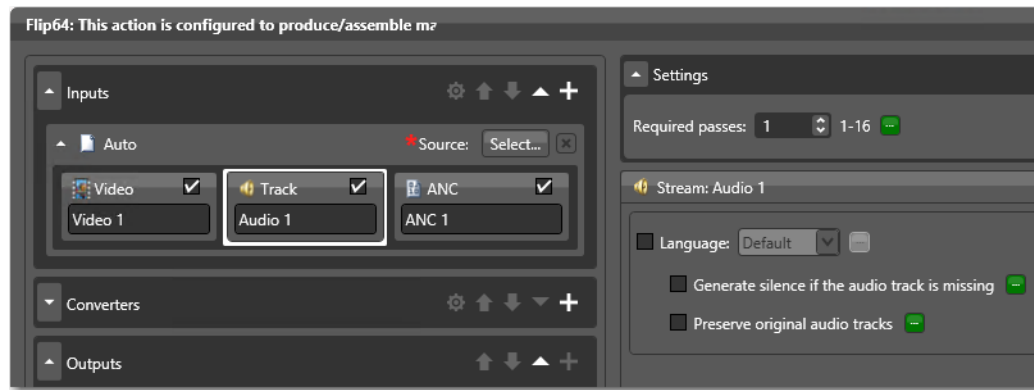 Flip64: This action is configured to produce/assemble
Inputs
Auto
*Source: Select...
Video
Track
ANC
Video 1
Audio 1
ANC 1
Converters
Outputs
Settings
Required passes: 1 1-16
Stream: Audio 1
Language: Default
Generate silence if the audio track is missing
Preserve original audio tracks